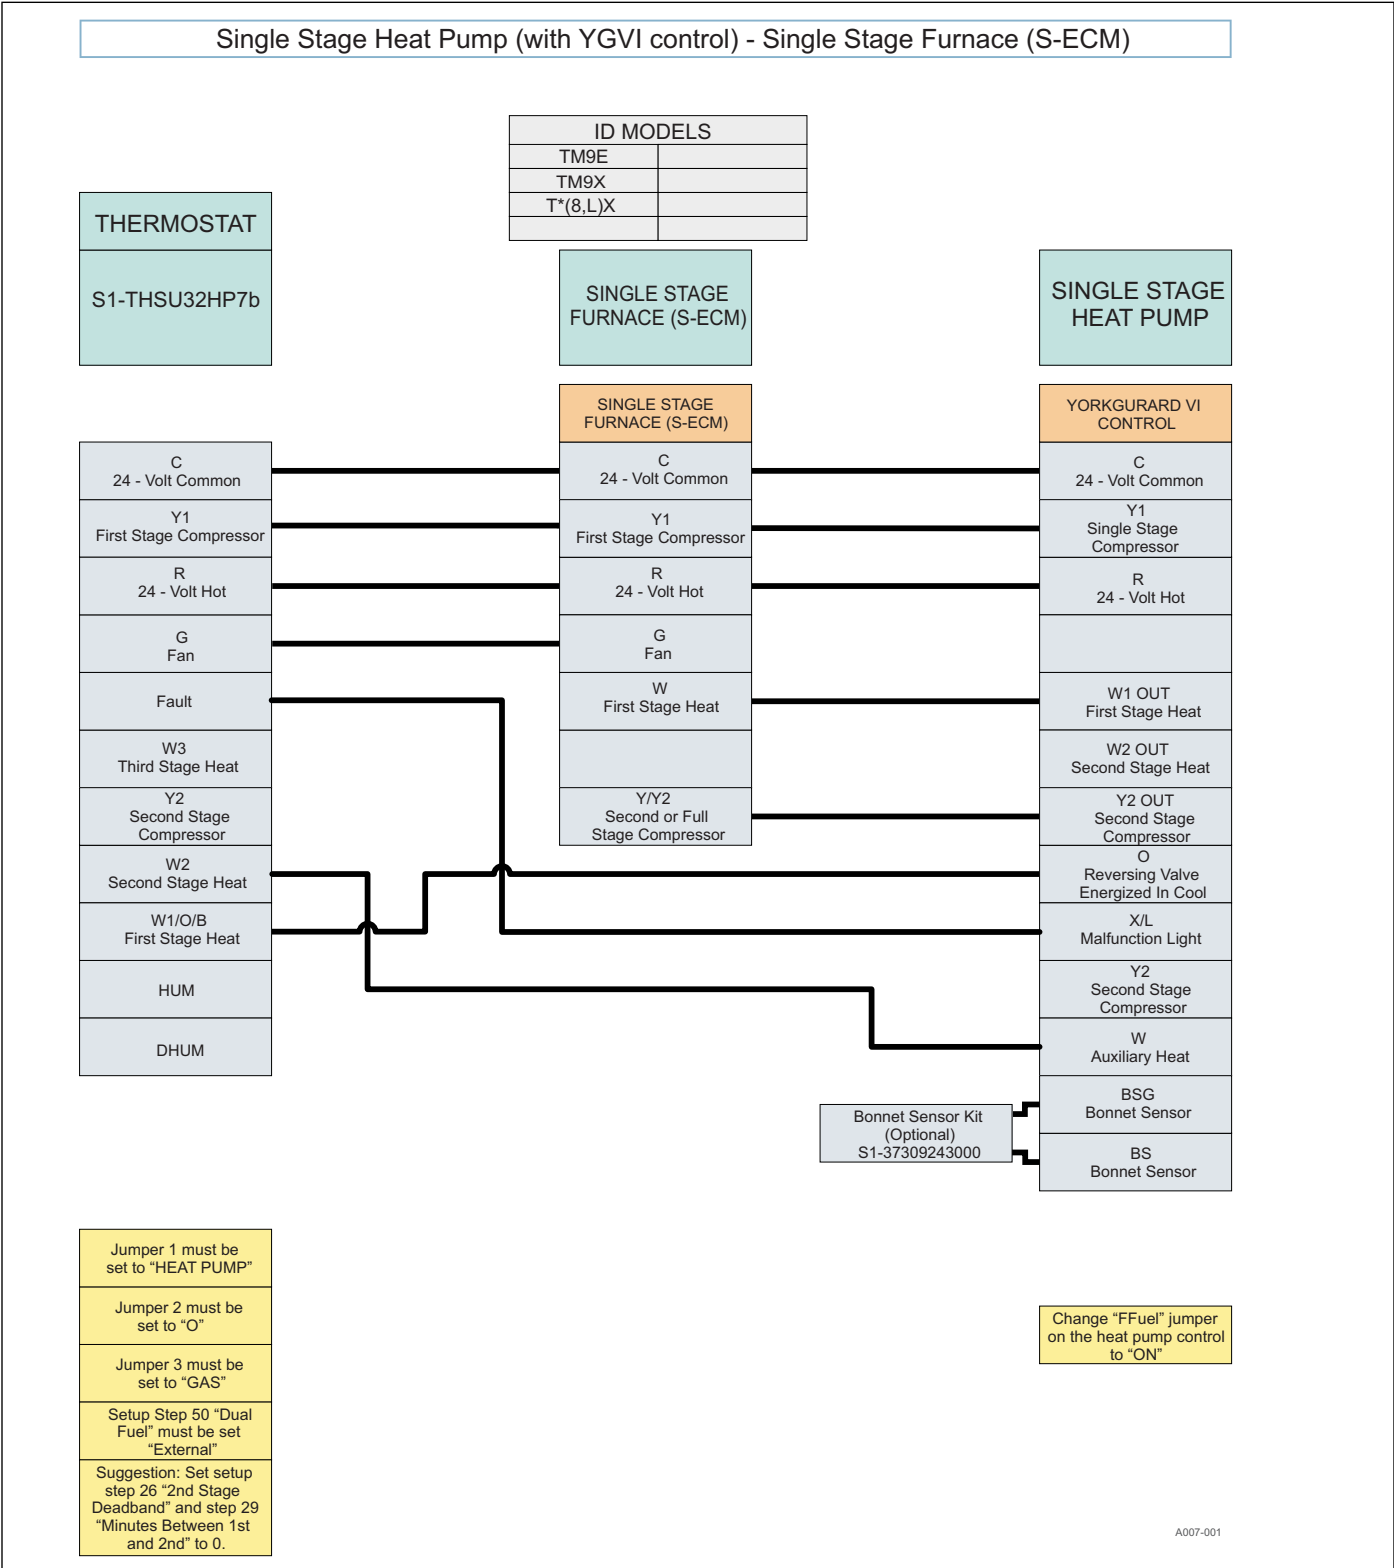 Single Stage Heat Pump (with YGVI control) - Single Stage Furnace (S-ECM)
ID MODELS
TM9E
TM9X
T*(8,L)X
THERMOSTAT
S1-THSU32HP7b
SINGLE STAGE
FURNACE (S-ECM)
SINGLE STAGE
HEAT PUMP
SINGLE STAGE
FURNACE (S-ECM)
YORKGURARD VI
CONTROL
C
24 - Volt Common
Y1
First Stage Compressor
R
24 - Volt Hot
G
Fan
Fault
W3
Third Stage Heat
Y2
Second Stage
Compressor
W2
Second Stage Heat
W1/O/B
First Stage Heat
HUM
DHUM
C
24 - Volt Common
Y1
First Stage Compressor
R
24 - Volt Hot
G
Fan
W
First Stage Heat
Y/Y2
Second or Full
Stage Compressor
C
24 - Volt Common
Y1
Single Stage
Compressor
R
24 - Volt Hot
W1 OUT
First Stage Heat
W2 OUT
Second Stage Heat
Y2 OUT
Second Stage
Compressor
O
Reversing Valve
Energized In Cool
X/L
Malfunction Light
Y2
Second Stage
Compressor
W
Auxiliary Heat
BSG
Bonnet Sensor
BS
Bonnet Sensor
Bonnet Sensor Kit
(Optional)
S1-37309243000
Jumper 1 must be
set to “HEAT PUMP”
Jumper 2 must be
set to “O”
Jumper 3 must be
set to “GAS”
Setup Step 50 “Dual
Fuel” must be set
“External”
Suggestion: Set setup
step 26 “2nd Stage
Deadband” and step 29
“Minutes Between 1st
and 2nd” to 0.
Change “FFuel” jumper
on the heat pump control
to “ON”
A007-001